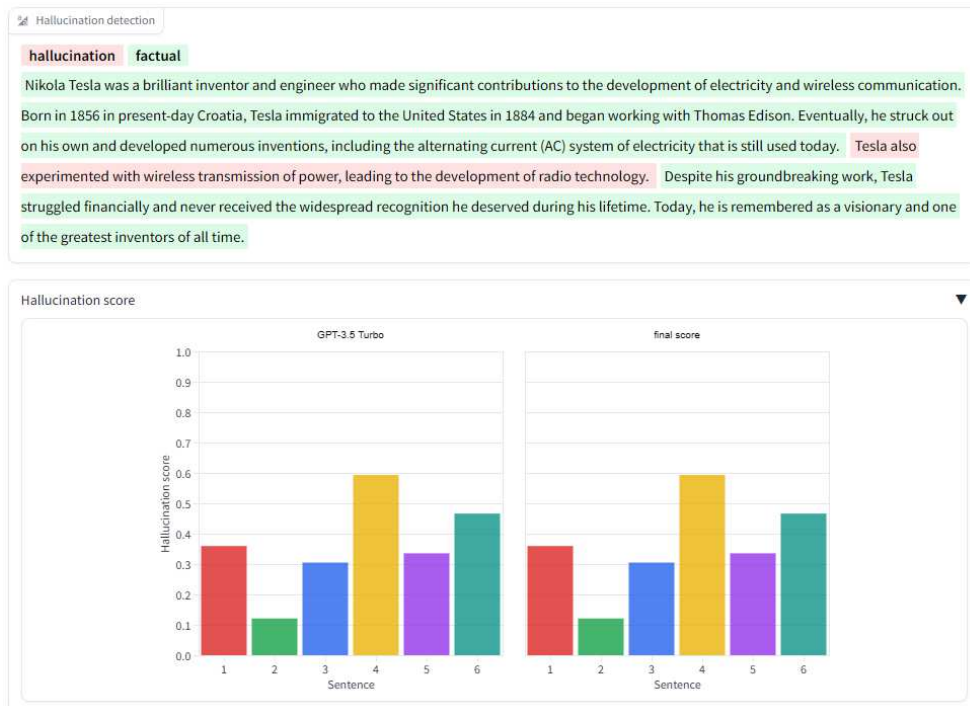 Hallucination detection
hallucination factual
Nikola Tesla was a brilliant inventor and engineer who made significant contributions to the development of electricity and wireless communication.
Born in 1856 in present-day Croatia, Tesla immigrated to the United States in 1884 and began working with Thomas Edison. Eventually, he struck out
on his own and developed numerous inventions, including the alternating current (AC) system of electricity that is still used today. Tesla also
experimented with wireless transmission of power, leading to the development of radio technology. Despite his groundbreaking work, Tesla
struggled financially and never received the widespread recognition he deserved during his lifetime. Today, he is remembered as a visionary and one
of the greatest inventors of all time.
Hallucination score
GPT-3.5 Turbo final score
1.0
0.9
0.8
0.7
0.6
0.5
0.4
0.3
0.2
0.1
0.0
Hallucination score
1 2 3 4 5 6 1 2 3 4 5 6
Sentence Sentence